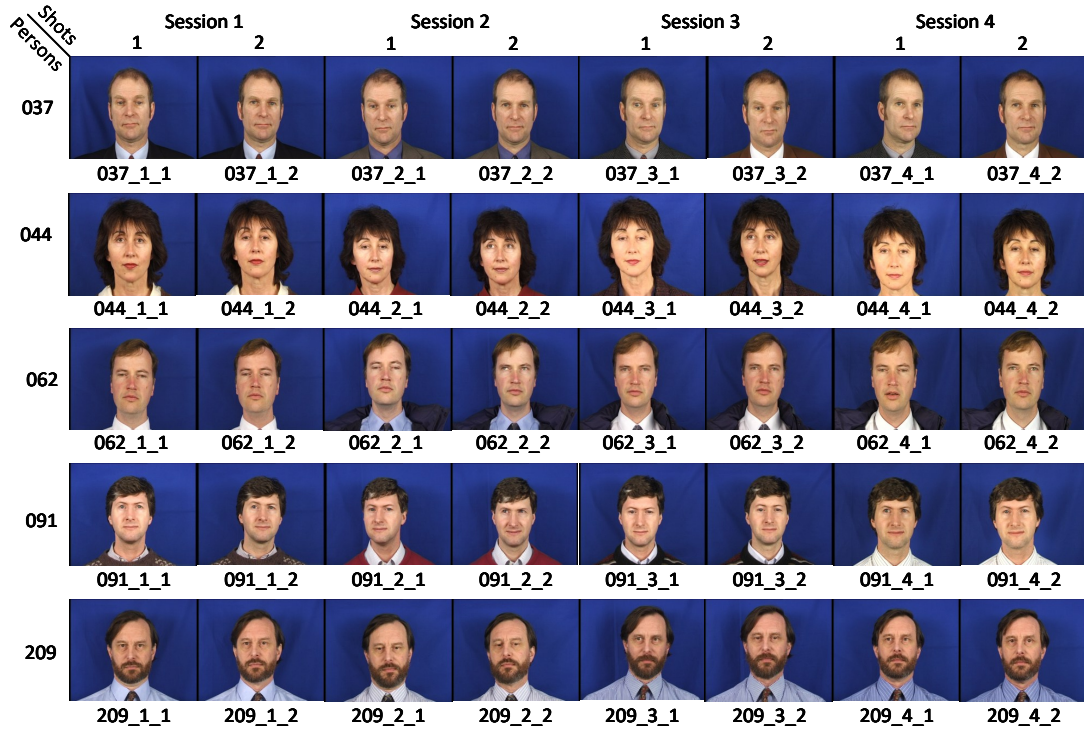 Shots
Persons
Session 1
Session 2
Session 3
Session 4
1 2 1 2 1 2 1 2
037
037_1_1 037_1_2 037_2_1 037_2_2 037_3_1 037_3_2 037_4_1 037_4_2
044
044_1_1 044_1_2 044_2_1 044_2_2 044_3_1 044_3_2 044_4_1 044_4_2
062
062_1_1 062_1_2 062_2_1 062_2_2 062_3_1 062_3_2 062_4_1 062_4_2
091
091_1_1 091_1_2 091_2_1 091_2_2 091_3_1 091_3_2 091_4_1 091_4_2
209
209_1_1 209_1_2 209_2_1 209_2_2 209_3_1 209_3_2 209_4_1 209_4_2